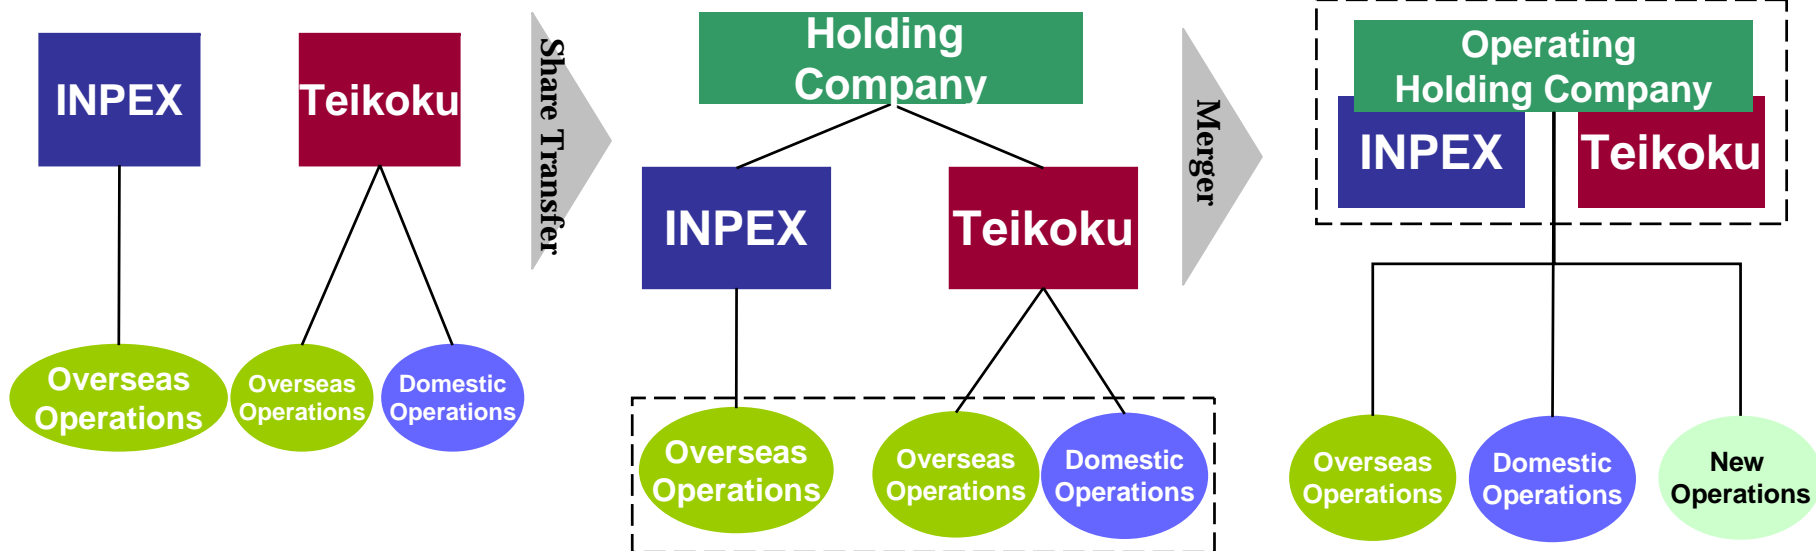 INPEX
Teikoku
Overseas
Operations
Overseas
Operations
Domestic
Operations
Share Transfer
Holding
Company
INPEX
Teikoku
Overseas
Operations
Overseas
Operations
Domestic
Operations
Merger
Operating
Holding Company
INPEX
Teikoku
Overseas
Operations
Domestic
Operations
New
Operations